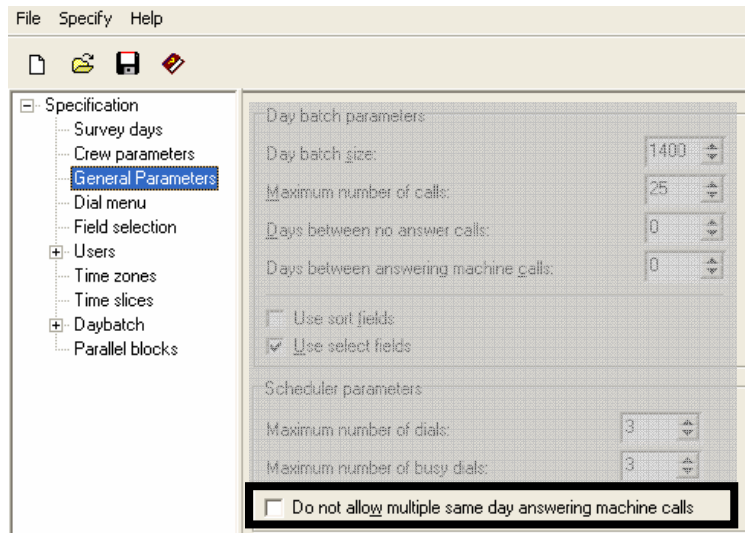 File Specify Help
Specification
Survey days
Crew parameters
General Parameters
Dial menu
Field selection
Users
Time zones
Time slices
Daybatch
Parallel blocks
Day batch parameters
Day batch size: 1400
Maximum number of calls: 25
Days between no answer calls: 0
Days between answering machine calls: 0
Use sort fields
Use select fields
Scheduler parameters
Maximum number of dials: 3
Maximum number of busy dials: 3
Do not allow multiple same day answering machine calls